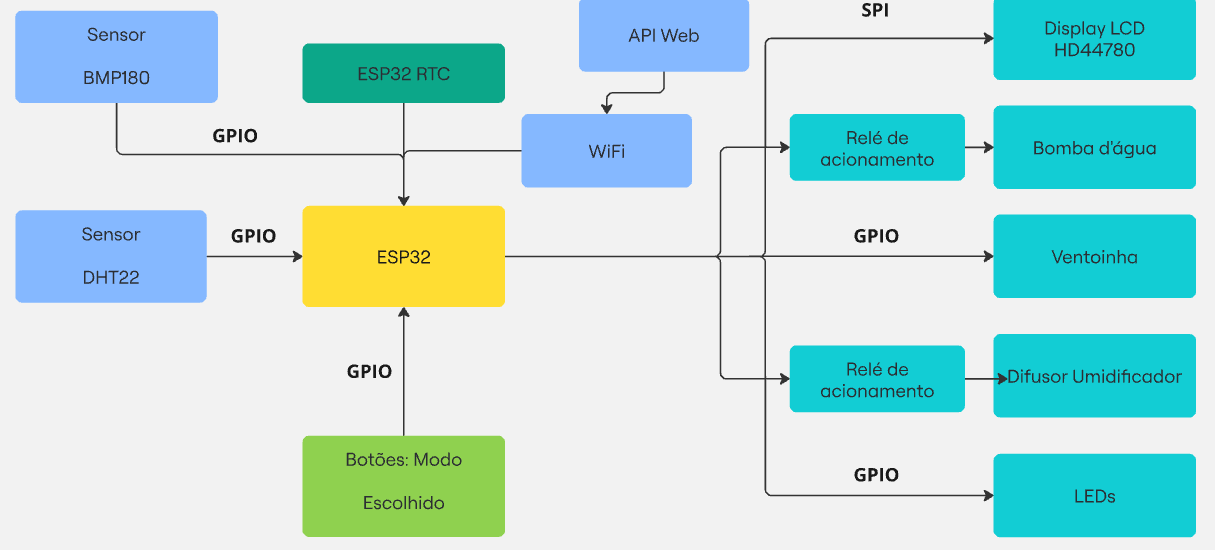 SPI
Sensor
BMP180
ESP32 RTC
API Web
Display LCD
HD44780
GPIO
WiFi
Relé de
acionamento
Bomba d'água
Sensor
DHT22
GPIO
ESP32
GPIO
Ventoinha
GPIO
Relé de
acionamento
Difusor Umidificador
Botões: Modo
Escolhido
GPIO
LEDs